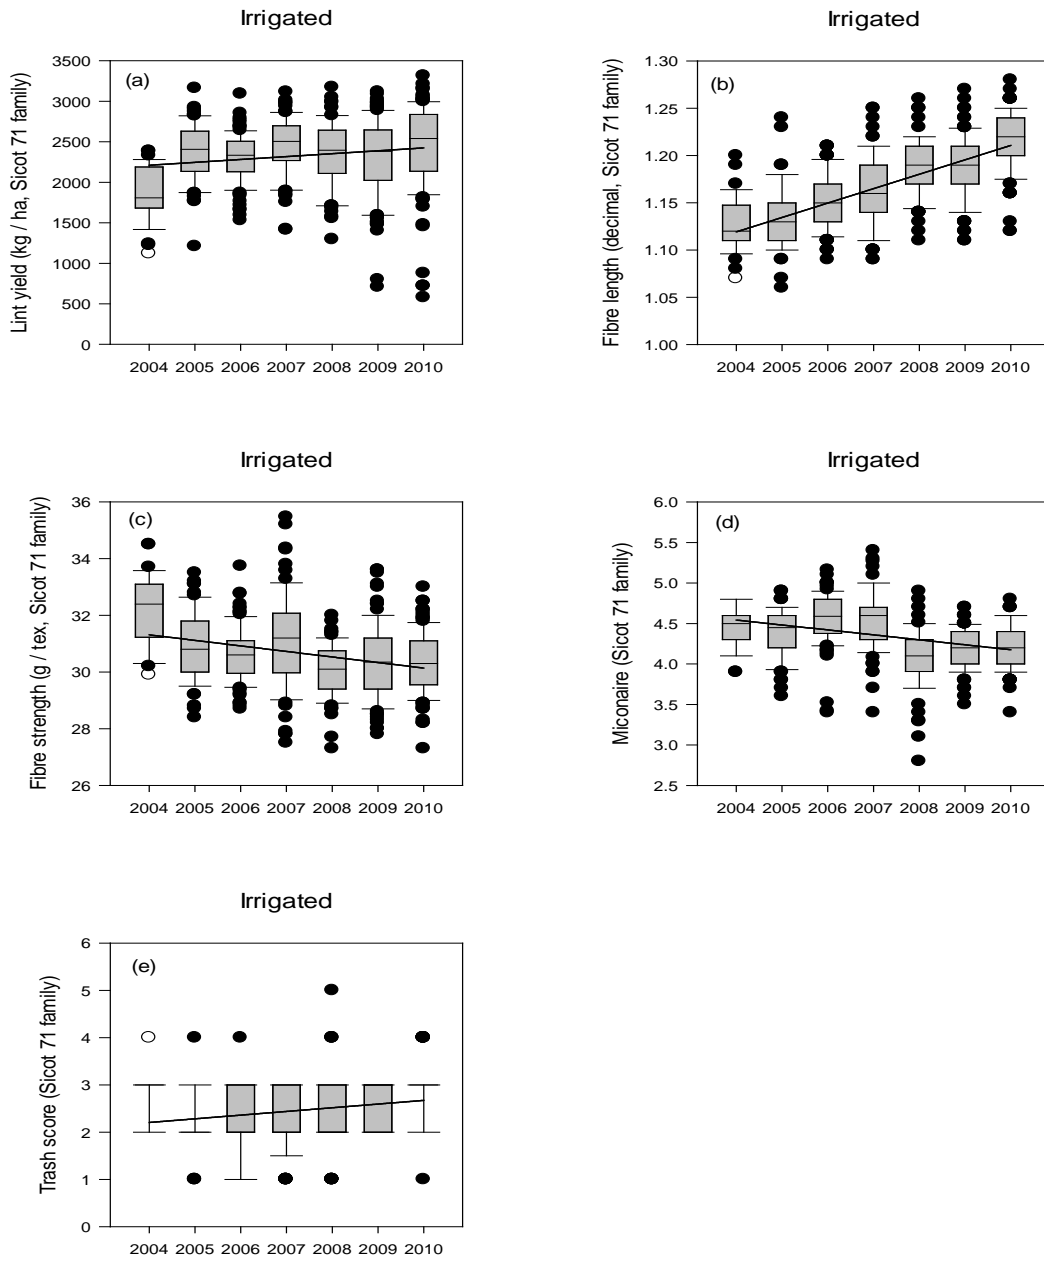 Irrigated
Lint yield (kg / ha, Sicot 71 family)
(a)
3500
3000
2500
2000
1500
1000
500
0
2004 2005 2006 2007 2008 2009 2010
Irrigated
Fibre length (decimal, Sicot 71 family)
(b)
1.30
1.25
1.20
1.15
1.10
1.05
1.00
2004 2005 2006 2007 2008 2009 2010
Irrigated
Fibre strength (g / tex, Sicot 71 family)
(c)
36
34
32
30
28
26
2004 2005 2006 2007 2008 2009 2010
Irrigated
Miconaire (Sicot 71 family)
(d)
6.0
5.5
5.0
4.5
4.0
3.5
3.0
2.5
2004 2005 2006 2007 2008 2009 2010
Irrigated
Trash score (Sicot 71 family)
(e)
6
5
4
3
2
1
0
2004 2005 2006 2007 2008 2009 2010